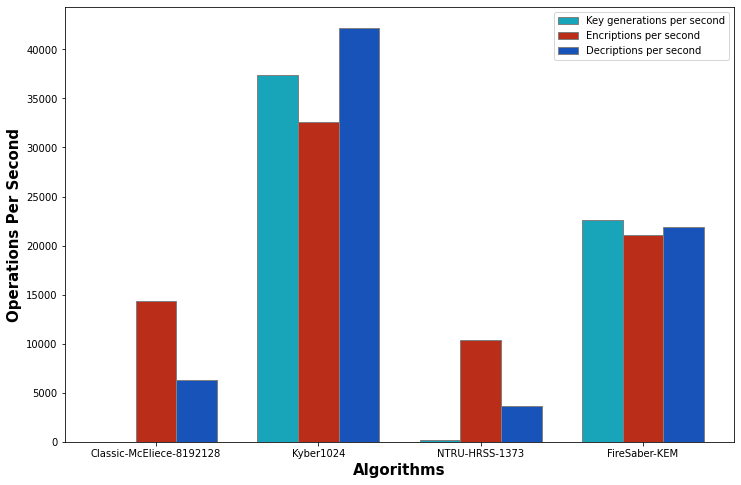 Key generations per second
Encriptions per second
Decriptions per second
Operations Per Second
40000
35000
30000
25000
20000
15000
10000
5000
0
Classic-McEliece-8192128 Kyber1024 NTRU-HRSS-1373 FireSaber-KEM
Algorithms